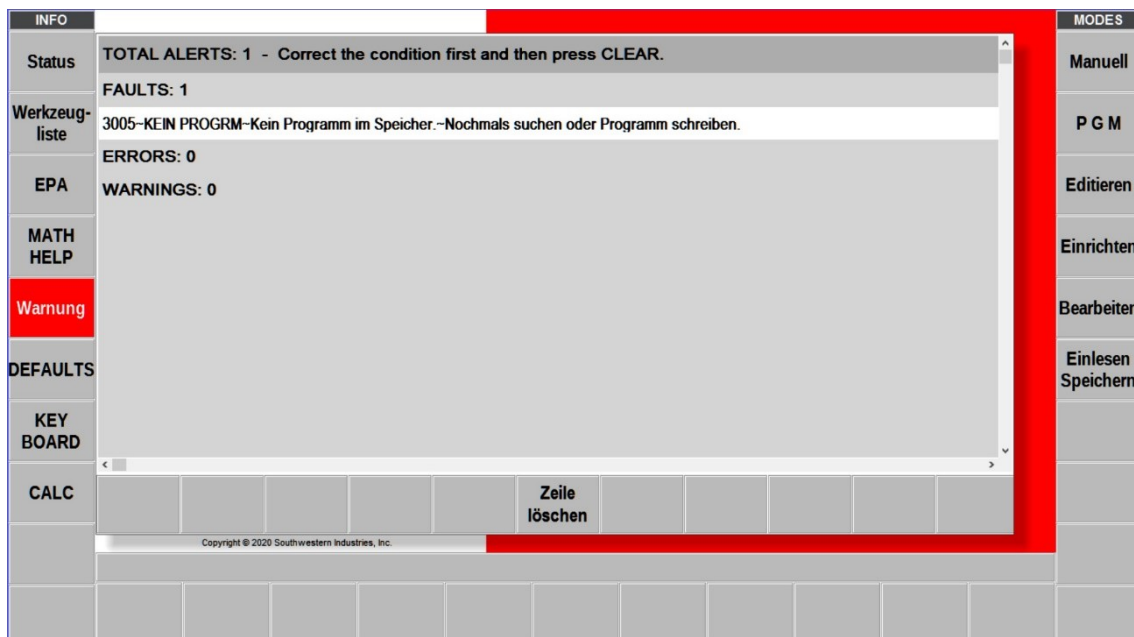 INFO
MODES
Status
Werkzeug-
liste
EPA
MATH
HELP
Warnung
DEFAULTS
KEY
BOARD
CALC
TOTAL ALERTS: 1 - Correct the condition first and then press CLEAR.
FAULTS: 1
3005~KEIN PROGRM~Kein Programm im Speicher.~Nochmals suchen oder Programm schreiben.
ERRORS: 0
WARNINGS: 0
Zeile
löschen
Copyright © 2020 Southwestern Industries, Inc.
Manuell
P G M
Editieren
Einrichten
Bearbeiten
Einlesen
Speichern